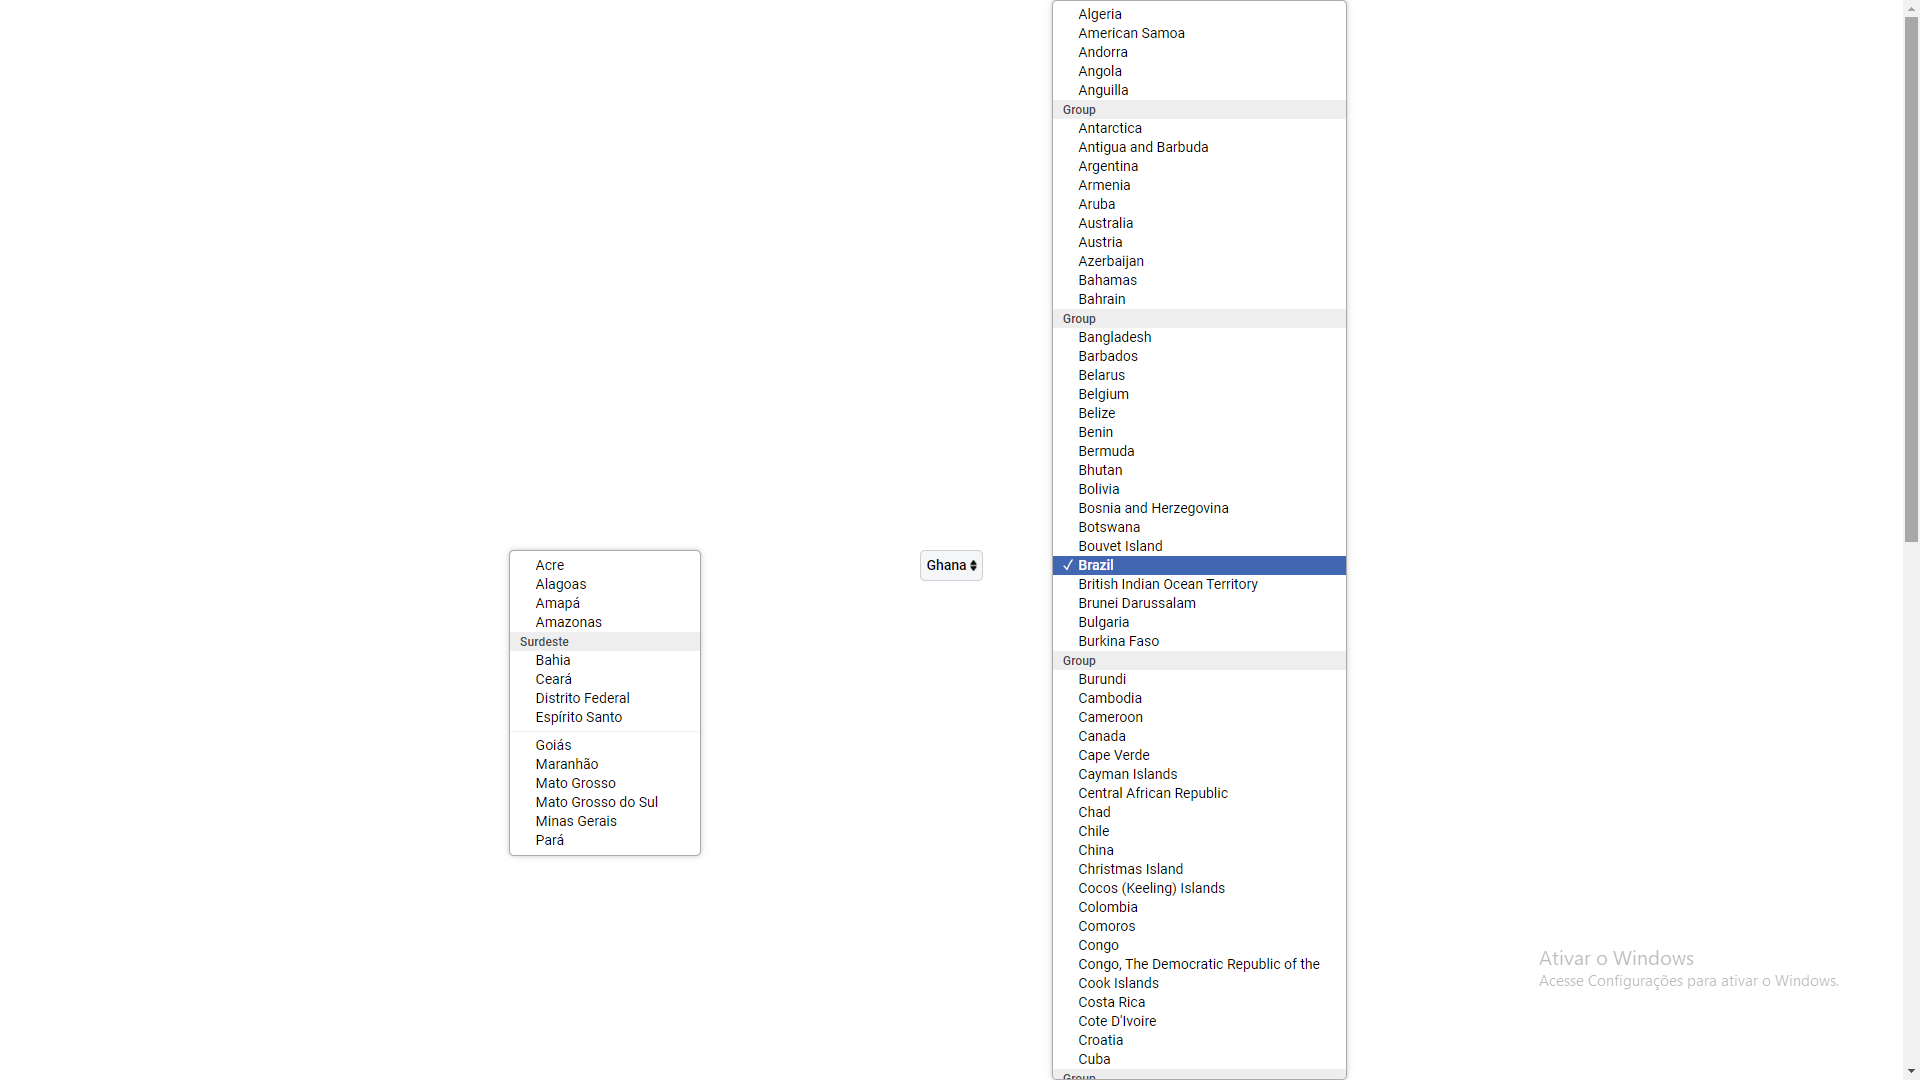 Acre
Alagoas
Amapá
Amazonas
Surdeste
Bahia
Ceará
Distrito Federal
Espírito Santo
Goiás
Maranhão
Mato Grosso
Mato Grosso do Sul
Minas Gerais
Pará
Ghana
Algeria
American Samoa
Andorra
Angola
Anguilla
Group
Antarctica
Antigua and Barbuda
Argentina
Armenia
Aruba
Australia
Austria
Azerbaijan
Bahamas
Bahrain
Group
Bangladesh
Barbados
Belarus
Belgium
Belize
Benin
Bermuda
Bhutan
Bolivia
Bosnia and Herzegovina
Botswana
Bouvet Island
✓ Brazil
British Indian Ocean Territory
Brunei Darussalam
Bulgaria
Burkina Faso
Group
Burundi
Cambodia
Cameroon
Canada
Cape Verde
Cayman Islands
Central African Republic
Chad
Chile
China
Christmas Island
Cocos (Keeling) Islands
Colombia
Comoros
Congo
Congo, The Democratic Republic of the
Cook Islands
Costa Rica
Cote D'Ivoire
Croatia
Cuba
Group
Ativar o Windows
Acesse Configurações para ativar o Windows.